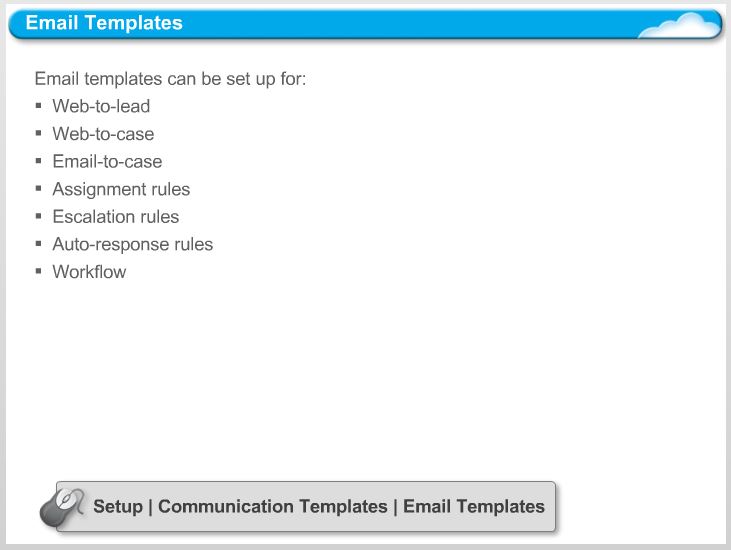 Email Templates
Email templates can be set up for:
▪ Web-to-lead
▪ Web-to-case
▪ Email-to-case
▪ Assignment rules
▪ Escalation rules
▪ Auto-response rules
▪ Workflow
Setup | Communication Templates | Email Templates